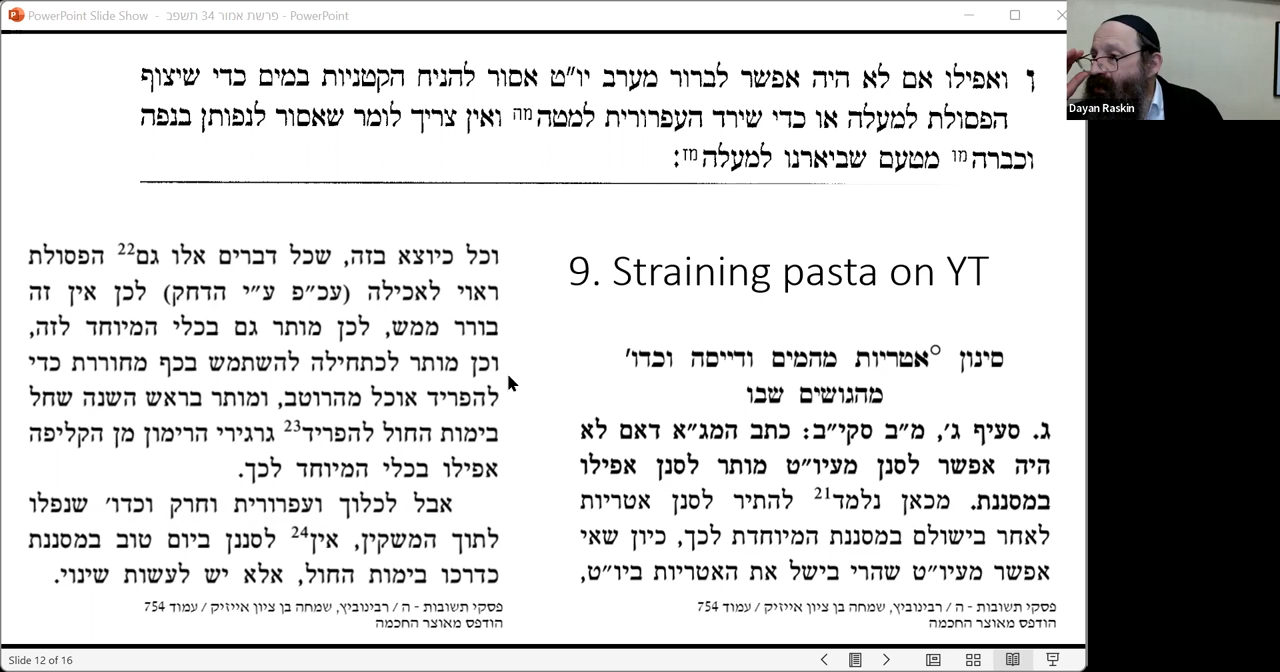 PowerPoint Slide Show - פרשת אמור 34 תשפב - PowerPoint
Dayan Raskin
ו ואפילו אם לא היה אפשר לברור מערב יו"ט אסור להניח הקטניות במים כדי שיצוף
הפסולת למעלה או כדי שירד העפרורית למטה מה ואין צריך לומר שאסור לנפותן בנפה
וכברה מו מטעם שביארנו למעלה מז:
9. Straining pasta on YT
סינון °אטריות מהמים ודייסה וכדו'
מהגושים שבו
ג. סעיף ג', מ"ב סקי"ב: כתב המג"א דאם לא
היה אפשר לסנן מעיו"ט מותר לסנן אפילו
במסננת. מכאן נלמד21 להתיר לסנן אטריות
לאחר בישולם במסננת המיוחדת לכך, כיון שאי
אפשר מעיו"ט שהרי בישל את האטריות ביו"ט,
פסקי תשובות - ה / רבינוביץ, שמחה בן ציון אייזיק / עמוד 754
הודפס מאוצר החכמה
וכל כיוצא בזה, שכל דברים אלו גם22 הפסולת
ראוי לאכילה (עכ"פ ע"י הדחק) לכן אין זה
בורר ממש, לכן מותר גם בכלי המיוחד לזה,
וכן מותר לכתחילה להשתמש בכף מחוררת כדי
להפריד אוכל מהרוטב, ומותר בראש השנה שחל
בימות החול להפריד23 גרגירי הרימון מן הקליפה
אפילו בכלי המיוחד לכך.
אבל לכלוך ועפרורית וחרק וכדו' שנפלו
לתוך המשקין, אין24 לסננן ביום טוב במסננת
כדרכו בימות החול, אלא יש לעשות שינוי.
פסקי תשובות - ה / רבינוביץ, שמחה בן ציון אייזיק / עמוד 754
הודפס מאוצר החכמה
Slide 12 of 16